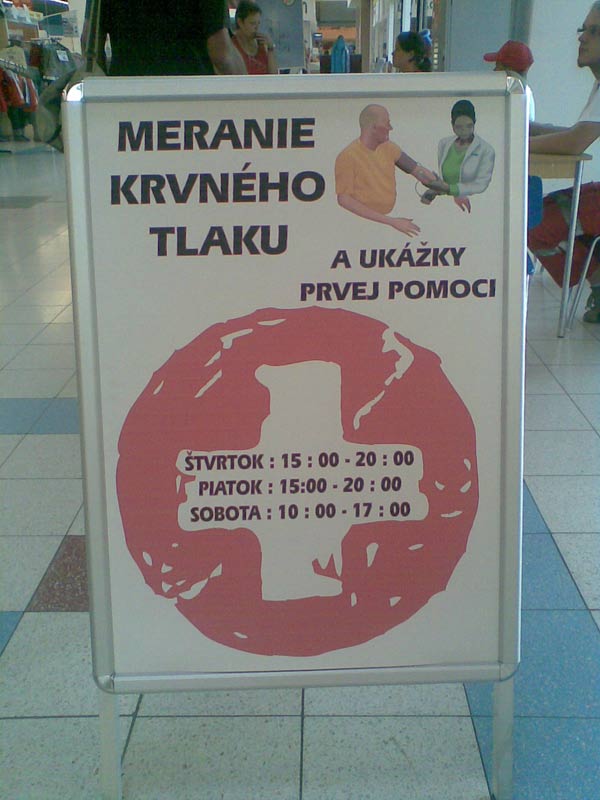 MERANIE
KRVNÉHO
TLAKU
A UKÁŽKY
PRVEJ POMOCI
ŠTVRTOK : 15 : 00 - 20 : 00
PIATOK : 15:00 - 20 : 00
SOBOTA : 10 : 00 - 17 : 00